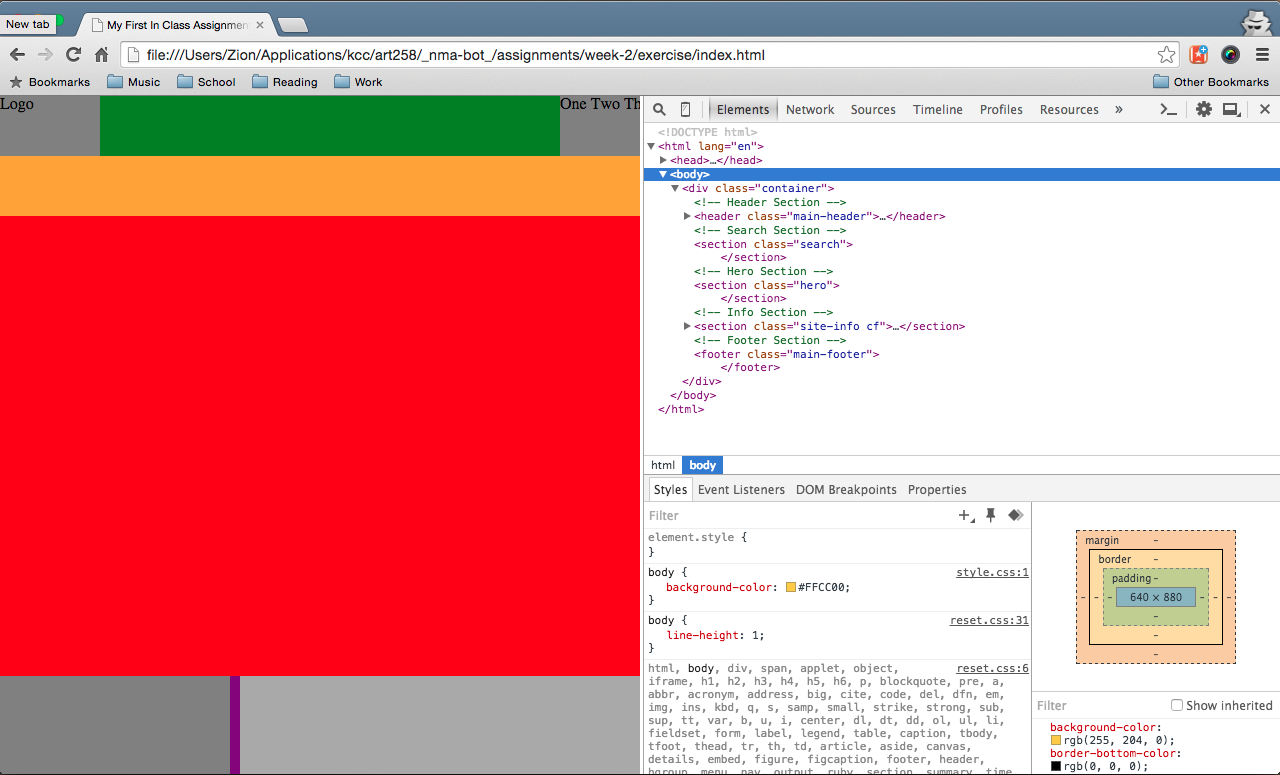 New tab
My First In Class Assignmen
file:///Users/Zion/Applications/kcc/art258/_nma-bot_/assignments/week-2/exercise/index.html
Bookmarks Music School Reading Work Other Bookmarks
Logo One Two Th
Elements Network Sources Timeline Profiles Resources »
<!DOCTYPE html>
<html lang="en">
<head>…</head>
<body>
<div class="container">
<!-- Header Section -->
<header class="main-header">…</header>
<!-- Search Section -->
<section class="search">
</section>
<!-- Hero Section -->
<section class="hero">
</section>
<!-- Info Section -->
<section class="site-info cf">…</section>
<!-- Footer Section -->
<footer class="main-footer">
</footer>
</div>
</body>
</html>
html body
Styles Event Listeners DOM Breakpoints Properties
Filter
element.style {
}
body { style.css:1
background-color: #FFCC00;
}
body { reset.css:31
line-height: 1;
}
html, body, div, span, applet, object, reset.css:6
iframe, h1, h2, h3, h4, h5, h6, p, blockquote, pre, a,
abbr, acronym, address, big, cite, code, del, dfn, em,
img, ins, kbd, q, s, samp, small, strike, strong, sub,
sup, tt, var, b, u, i, center, dl, dt, dd, ol, ul, li,
fieldset, form, label, legend, table, caption, tbody,
tfoot, thead, tr, th, td, article, aside, canvas,
details, embed, figure, figcaption, footer, header,
hgroup, menu, nav, output, ruby, section, summary, time,
margin -
border -
padding -
- - - 640 × 880 - - -
-
-
-
Filter Show inherited
background-color:
rgb(255, 204, 0);
border-bottom-color:
rgb(0, 0, 0);